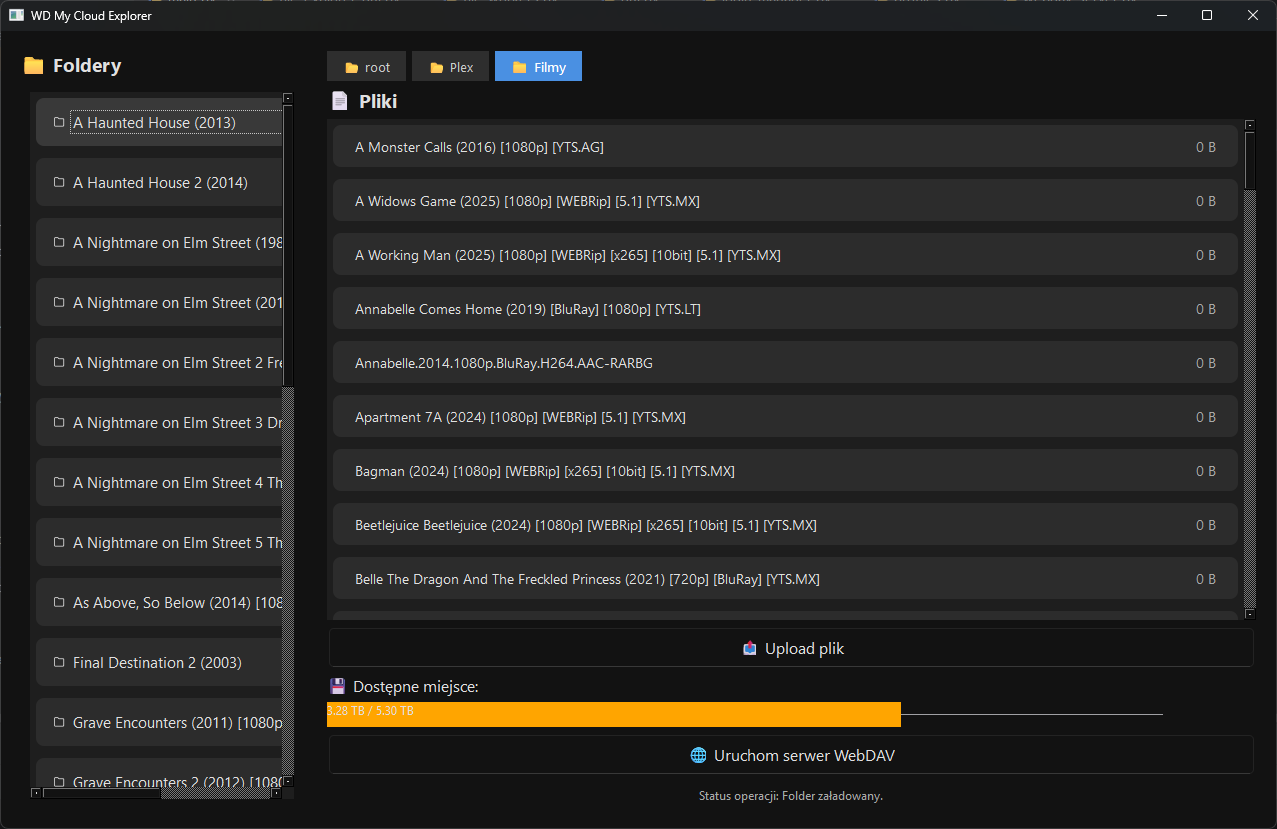 WD My Cloud Explorer
Foldery
A Haunted House (2013)
A Haunted House 2 (2014)
A Nightmare on Elm Street (198
A Nightmare on Elm Street (201
A Nightmare on Elm Street 2 Fre
A Nightmare on Elm Street 3 Dr
A Nightmare on Elm Street 4 Th
A Nightmare on Elm Street 5 Th
As Above, So Below (2014) [108
Final Destination 2 (2003)
Grave Encounters (2011) [1080p
Grave Encounters 2 (2012) [1080
root
Plex
Filmy
Pliki
A Monster Calls (2016) [1080p] [YTS.AG] 0 B
A Widows Game (2025) [1080p] [WEBRip] [5.1] [YTS.MX] 0 B
A Working Man (2025) [1080p] [WEBRip] [x265] [10bit] [5.1] [YTS.MX] 0 B
Annabelle Comes Home (2019) [BluRay] [1080p] [YTS.LT] 0 B
Annabelle.2014.1080p.BluRay.H264.AAC-RARBG 0 B
Apartment 7A (2024) [1080p] [WEBRip] [5.1] [YTS.MX] 0 B
Bagman (2024) [1080p] [WEBRip] [x265] [10bit] [5.1] [YTS.MX] 0 B
Beetlejuice Beetlejuice (2024) [1080p] [WEBRip] [x265] [10bit] [5.1] [YTS.MX] 0 B
Belle The Dragon And The Freckled Princess (2021) [720p] [BluRay] [YTS.MX] 0 B
Upload plik
Dostępne miejsce:
3.28 TB / 5.30 TB
Uruchom serwer WebDAV
Status operacji: Folder załadowany.